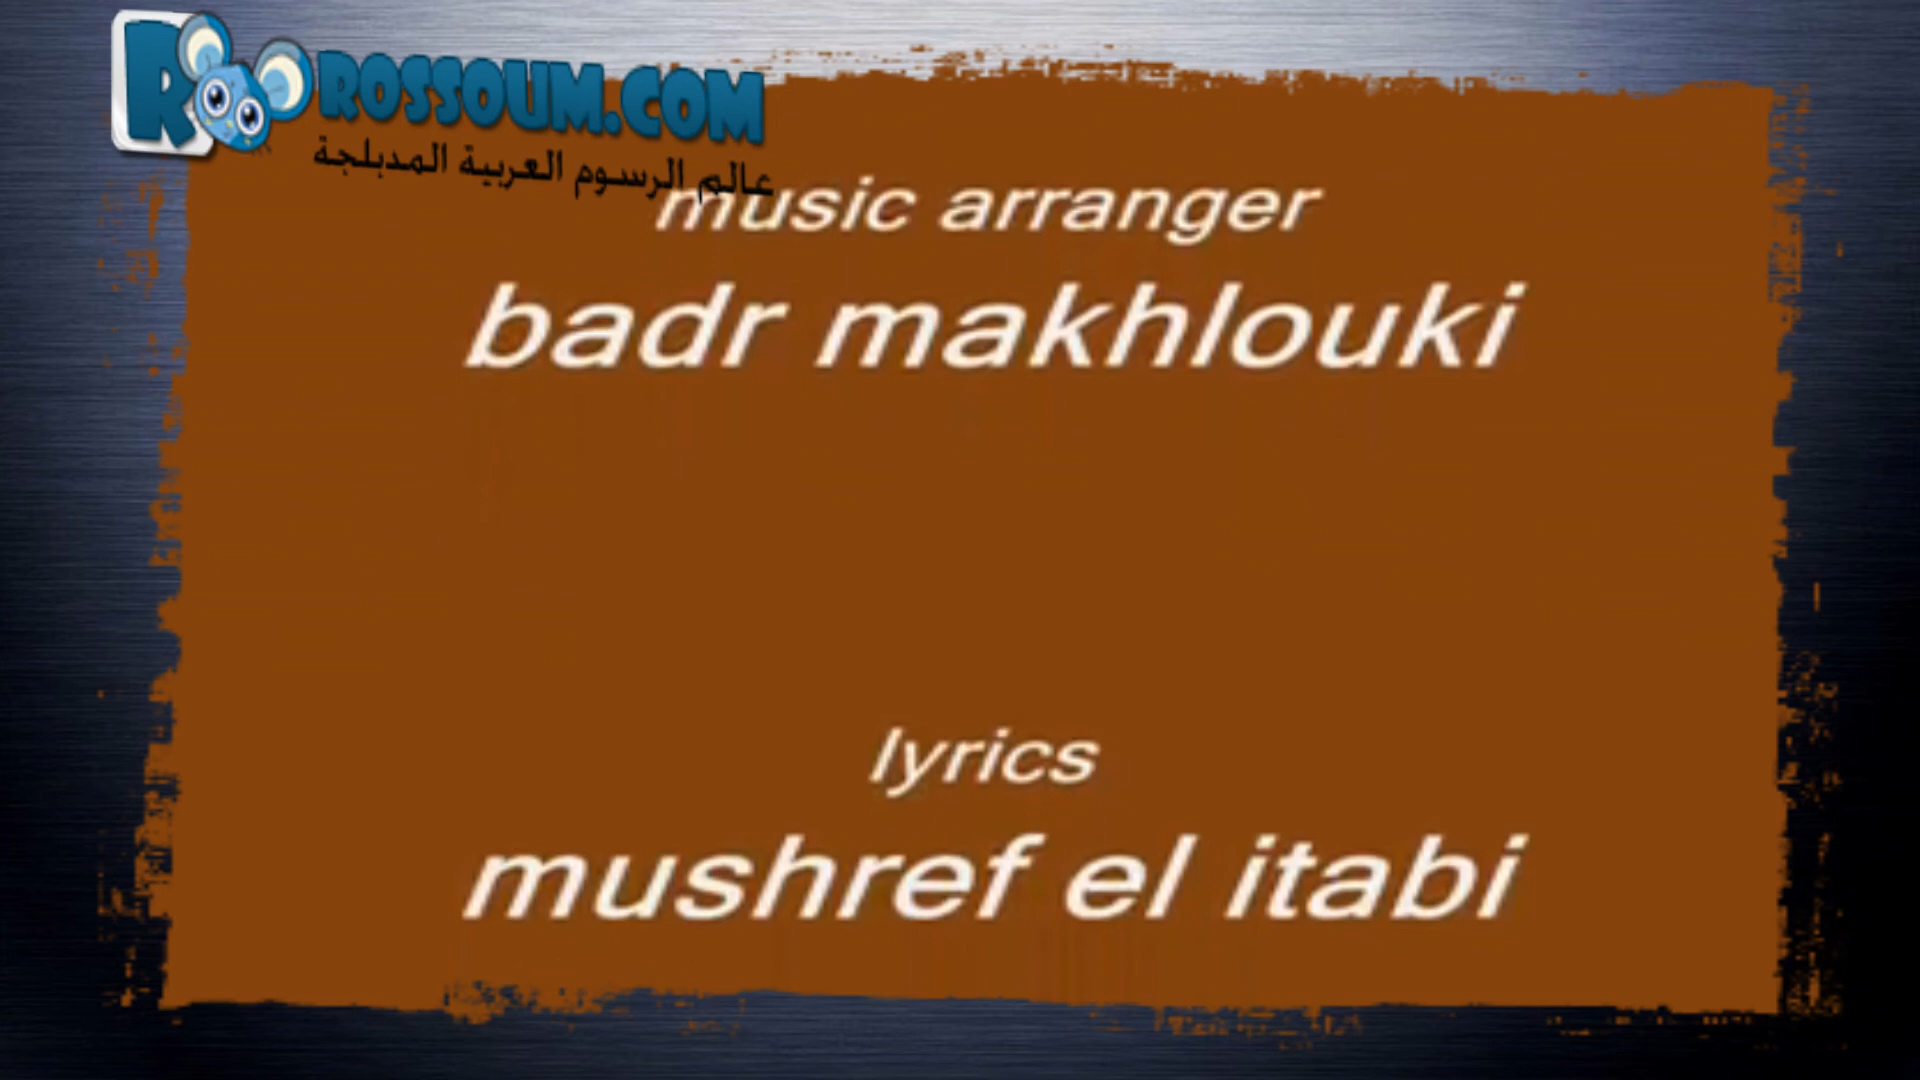 ROSSOUM.COM
عالم الرسوم العربية المدبلجة
music arranger
badr makhlouki
lyrics
mushref el itabi